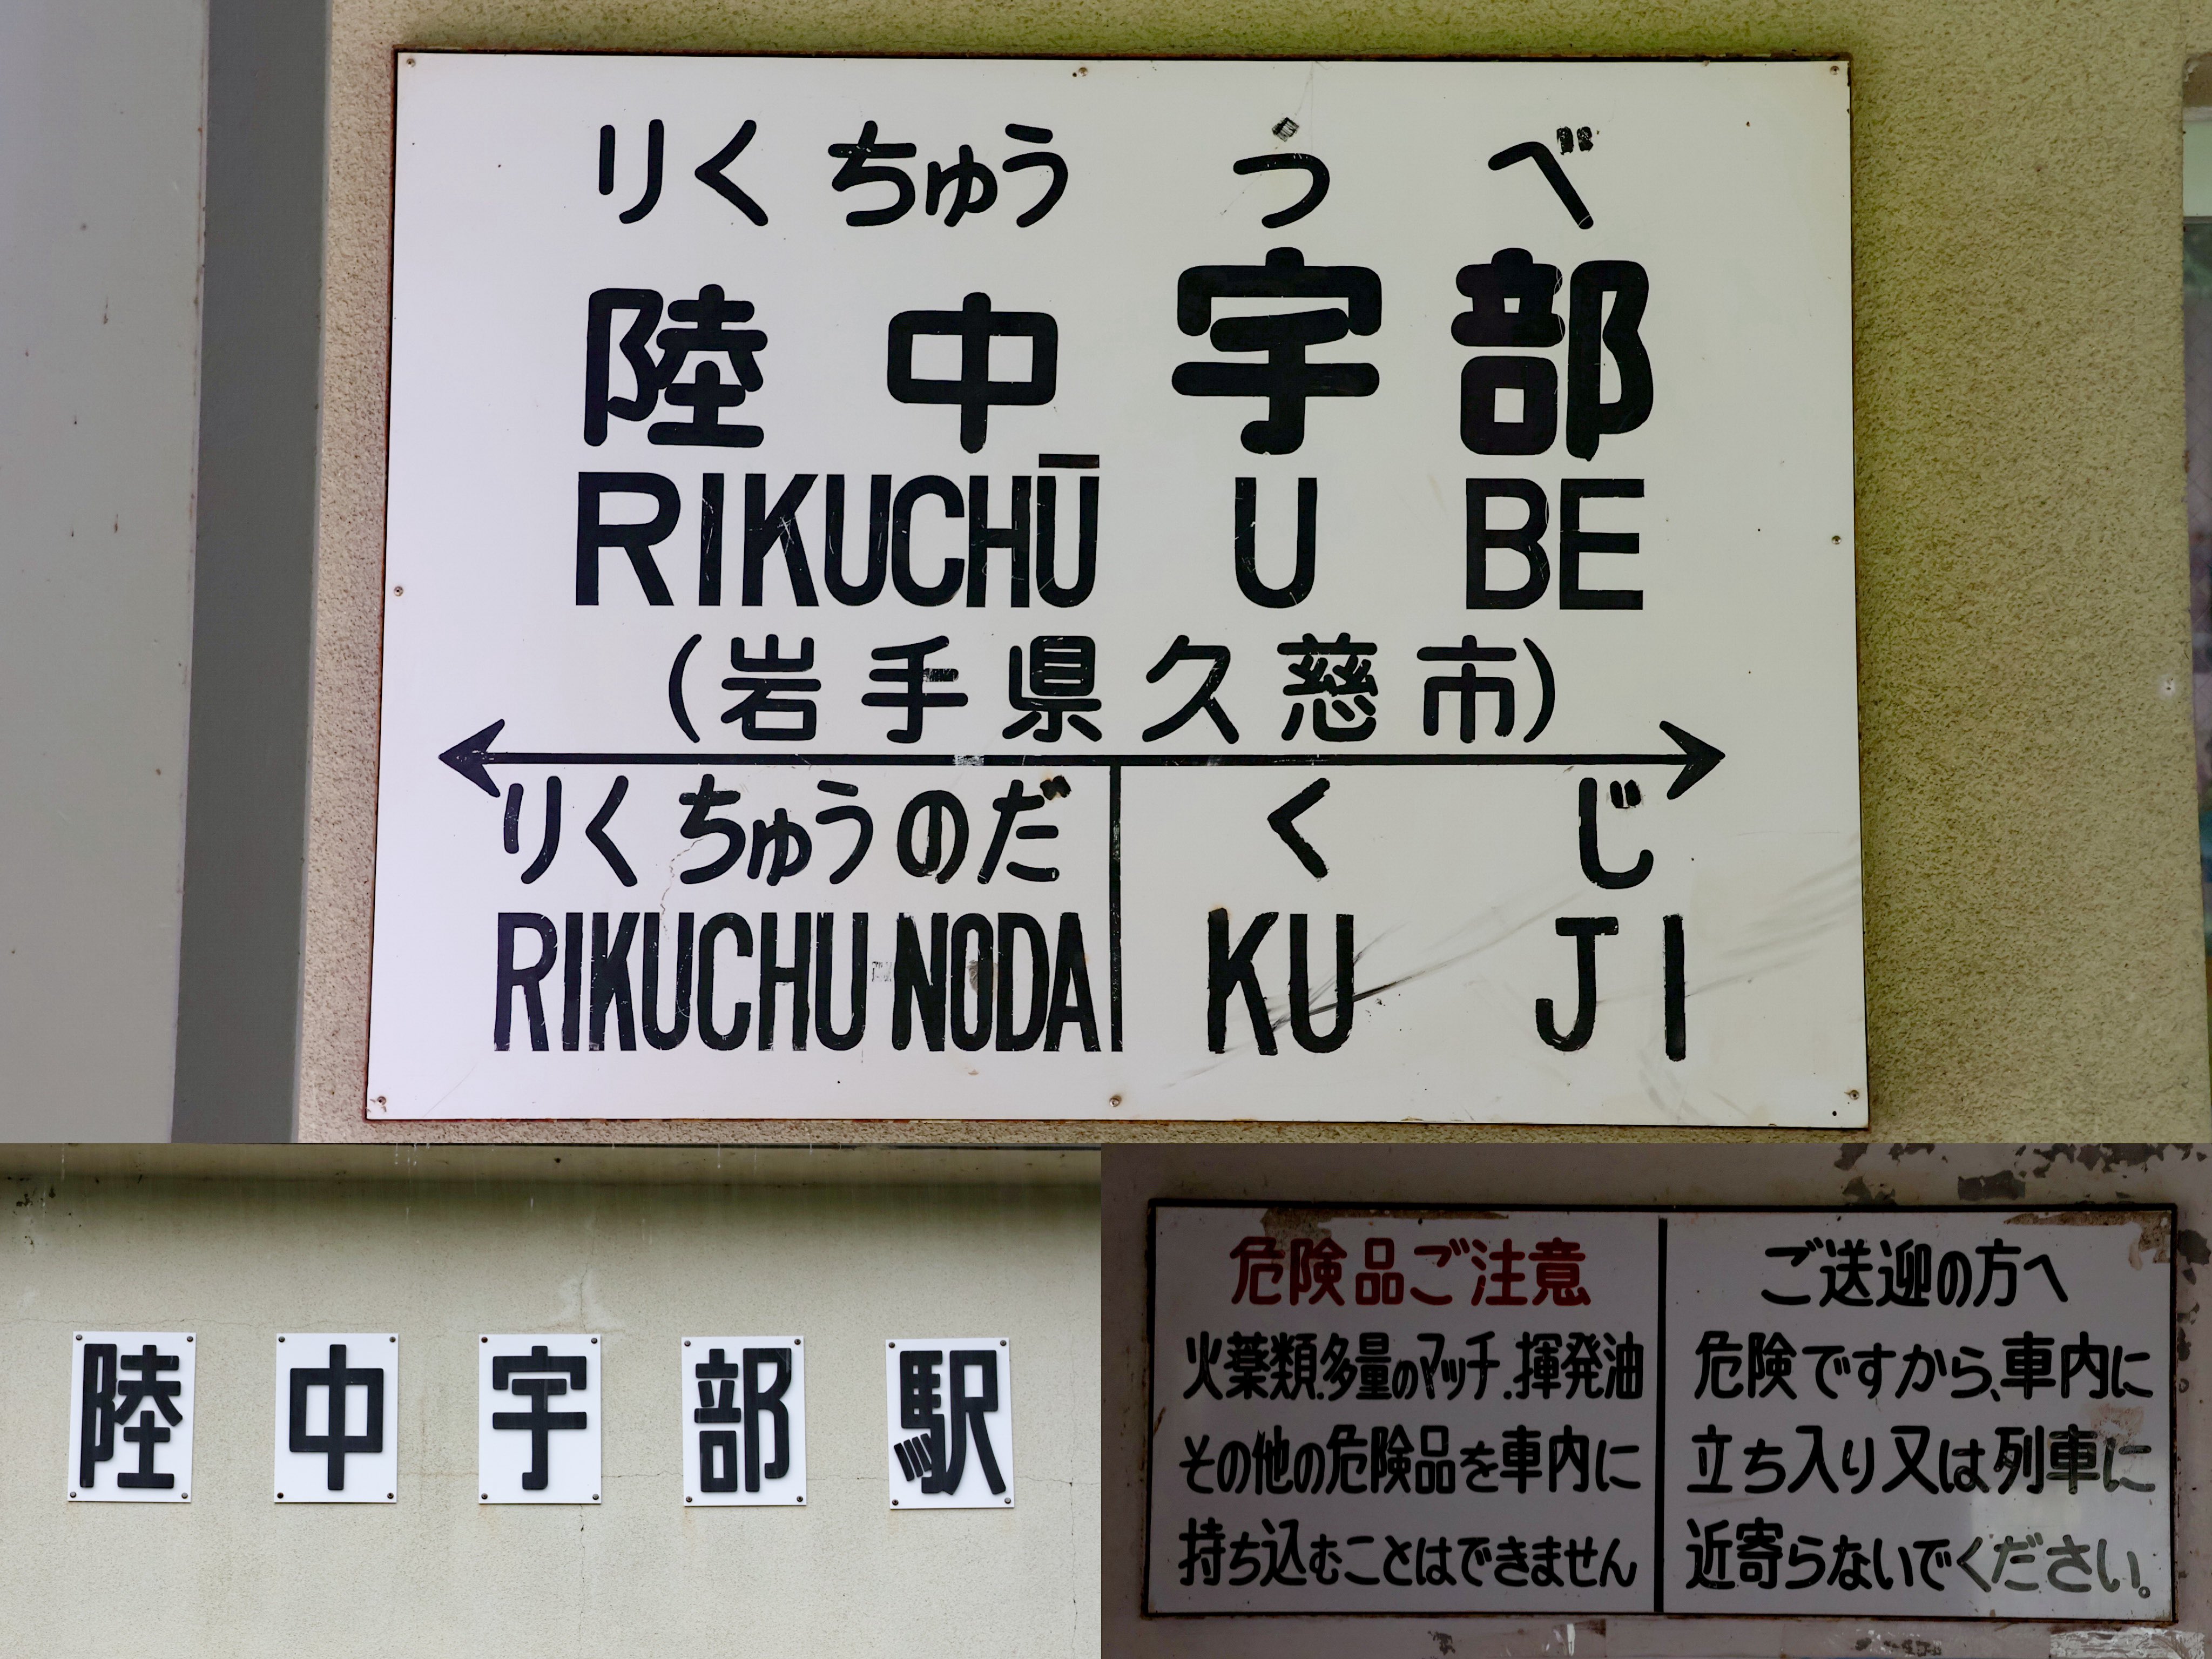 りくちゅう う べ
陸中宇部
RIKUCHŪ U BE
(岩手県久慈市)
りくちゅうのだ く じ
RIKUCHU NODA KU JI
陸中宇部駅
危険品ご注意
火薬類.多量のマッチ.揮発油
その他の危険品を車内に
持ち込むことはできません
ご送迎の方へ
危険ですから、車内に
立ち入り又は列車に
近寄らないでください。